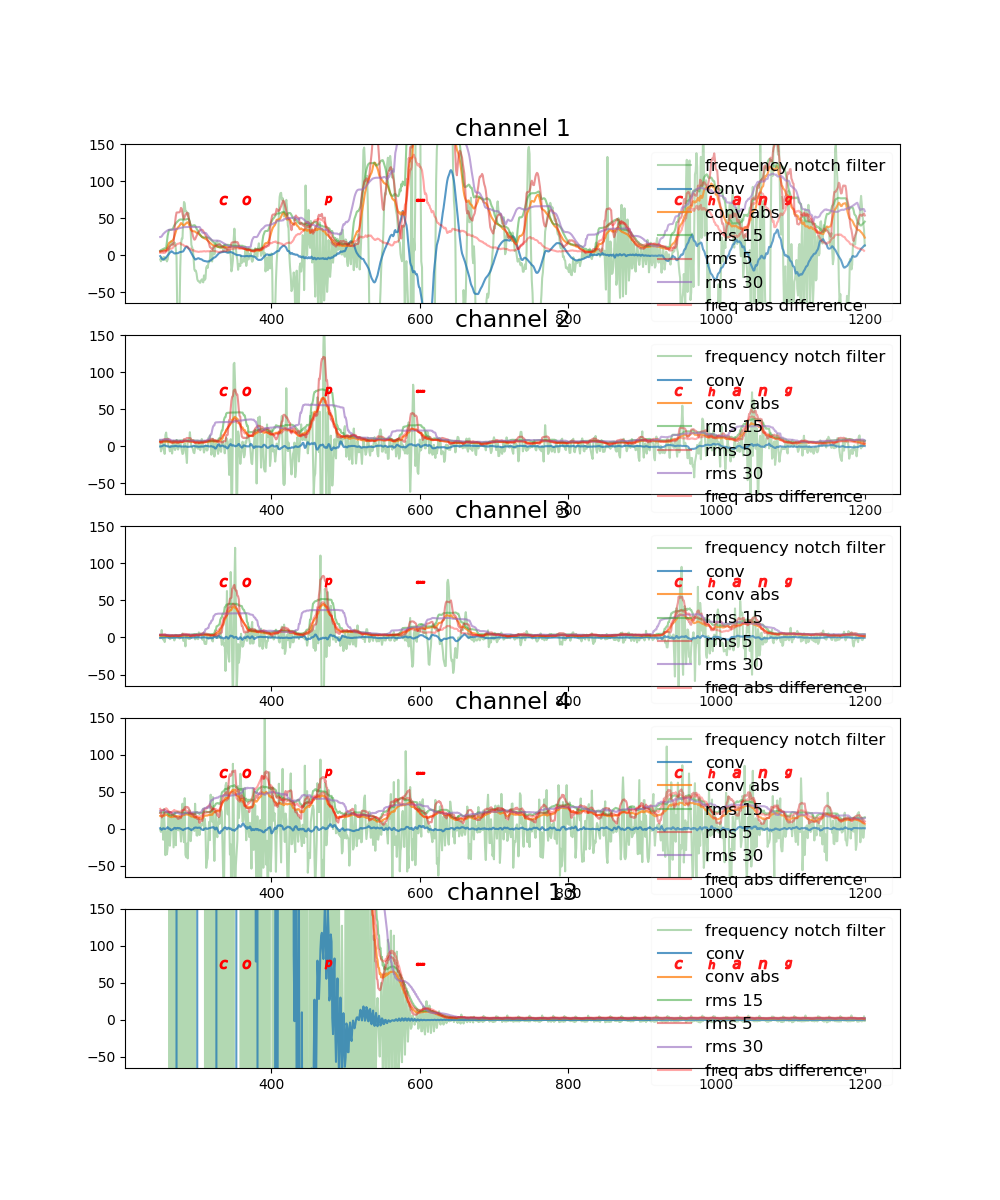 channel 1
150
100
50
0
−50
frequency notch filter
conv
conv abs
rms 15
rms 5
rms 30
freq abs difference
c o p – c h a n g
400 600 800 1000 1200
channel 2
150
100
50
0
−50
frequency notch filter
conv
conv abs
rms 15
rms 5
rms 30
freq abs difference
c o p – c h a n g
400 600 800 1000 1200
channel 3
150
100
50
0
−50
frequency notch filter
conv
conv abs
rms 15
rms 5
rms 30
freq abs difference
c o p – c h a n g
400 600 800 1000 1200
channel 4
150
100
50
0
−50
frequency notch filter
conv
conv abs
rms 15
rms 5
rms 30
freq abs difference
c o p – c h a n g
400 600 800 1000 1200
channel 13
150
100
50
0
−50
frequency notch filter
conv
conv abs
rms 15
rms 5
rms 30
freq abs difference
c o p – c h a n g
400 600 800 1000 1200